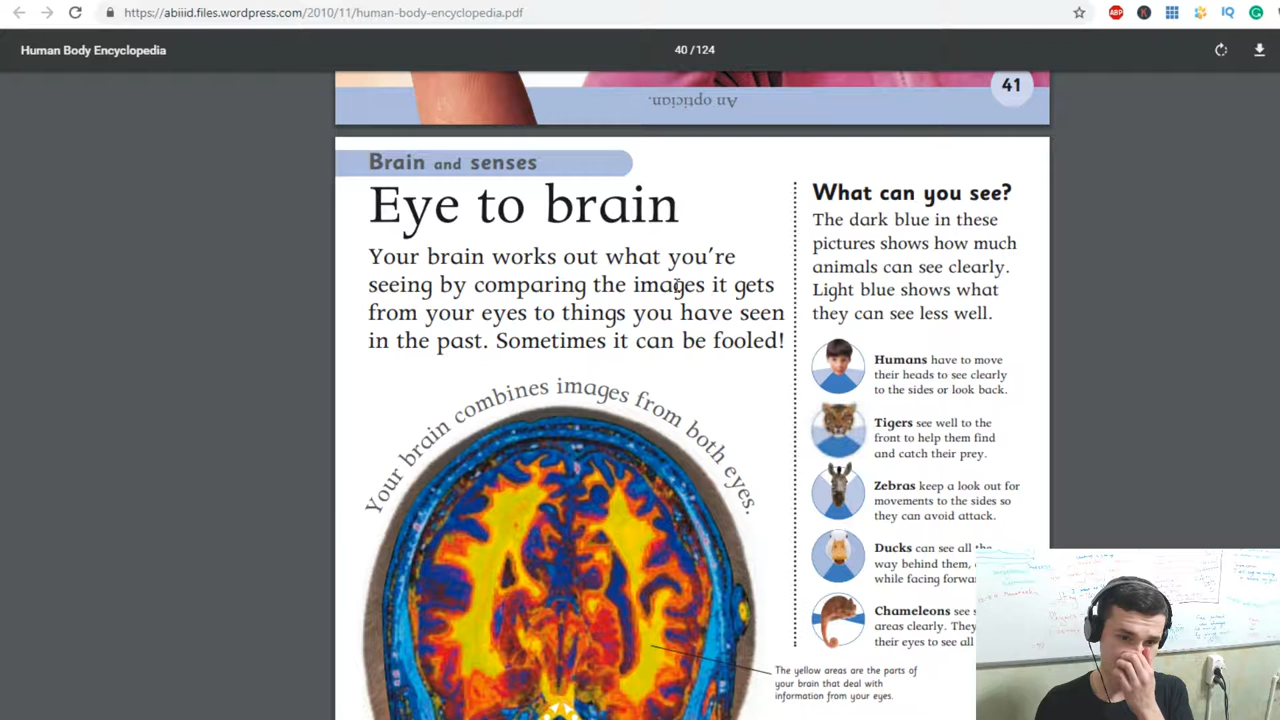 https://abiiid.files.wordpress.com/2010/11/human-body-encyclopedia.pdf
Human Body Encyclopedia
40 / 124
An optician.
41
Brain and senses
Eye to brain
Your brain works out what you're
seeing by comparing the images it gets
from your eyes to things you have seen
in the past. Sometimes it can be fooled!
Your brain combines images from both eyes.
What can you see?
The dark blue in these
pictures shows how much
animals can see clearly.
Light blue shows what
they can see less well.
Humans have to move
their heads to see clearly
to the sides or look back.
Tigers see well to the
front to help them find
and catch their prey.
Zebras keep a look out for
movements to the sides so
they can avoid attack.
Ducks can see all the
way behind them,
while facing forwa
Chameleons see
areas clearly. They
their eyes to see all
The yellow areas are the parts of
your brain that deal with
information from your eyes.
ABP
K
IQ
G